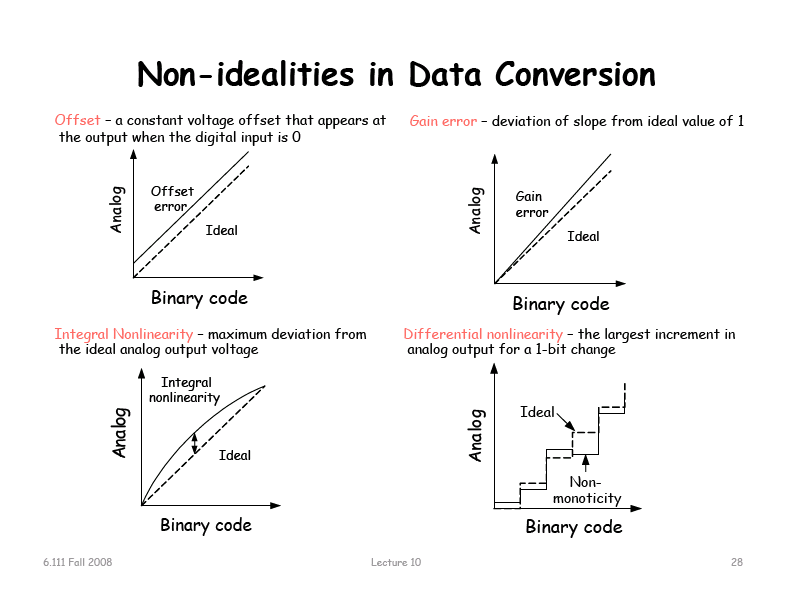 Non-idealities in Data Conversion
Offset – a constant voltage offset that appears at
the output when the digital input is 0
Analog
Offset
error
Ideal
Binary code
Gain error – deviation of slope from ideal value of 1
Analog
Gain
error
Ideal
Binary code
Integral Nonlinearity – maximum deviation from
the ideal analog output voltage
Analog
Integral
nonlinearity
Ideal
Binary code
Differential nonlinearity – the largest increment in
analog output for a 1-bit change
Analog
Ideal
Non-
monoticity
Binary code
6.111 Fall 2008
Lecture 10
28